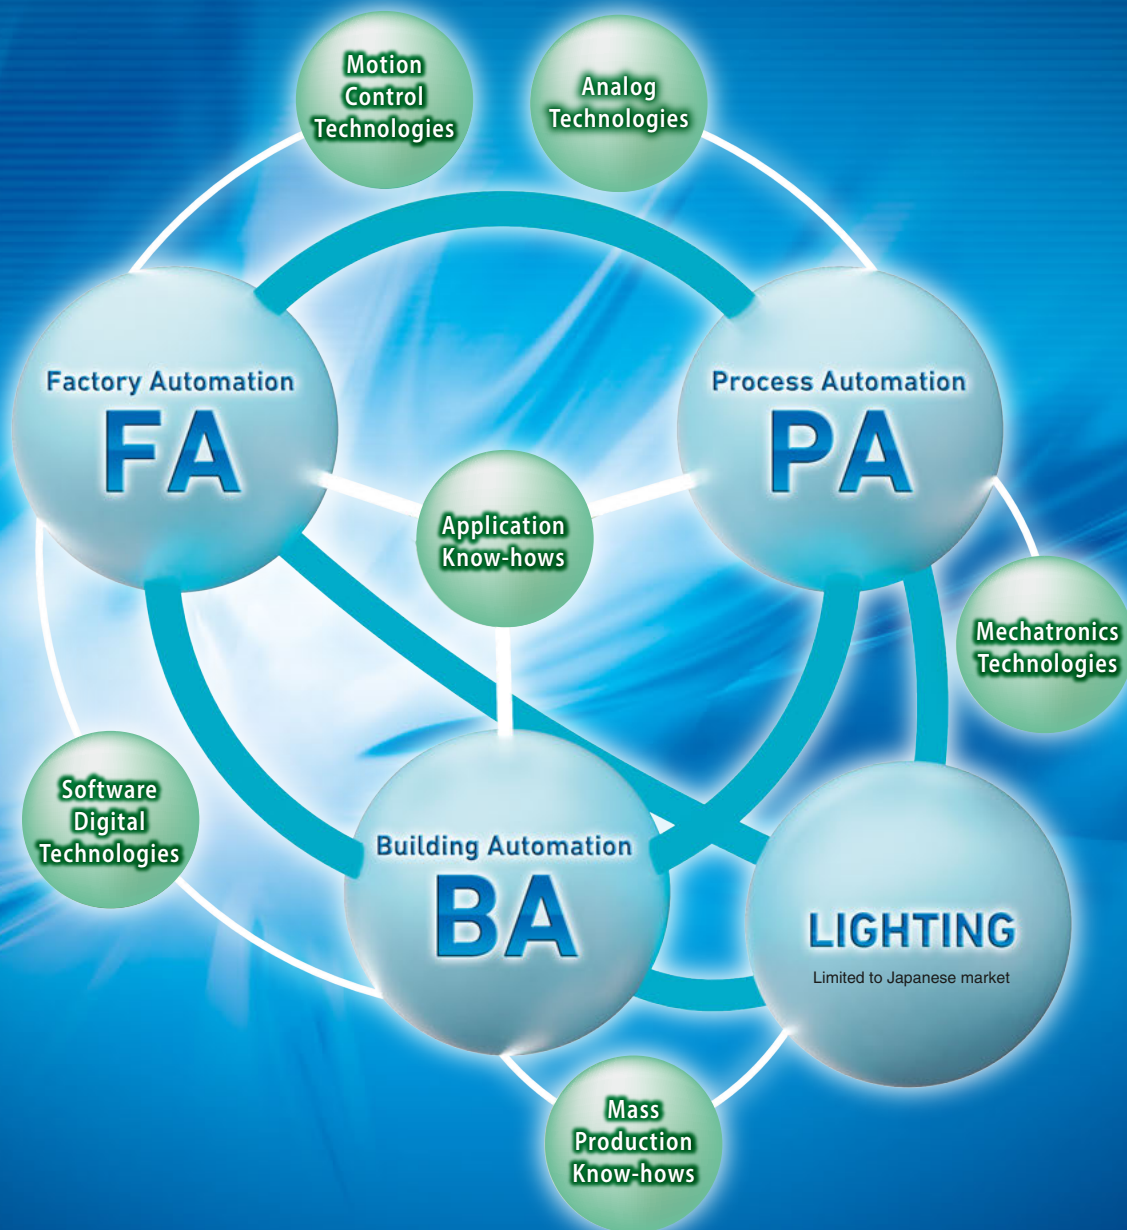 Motion
Control
Technologies
Analog
Technologies
Factory Automation
FA
Process Automation
PA
Application
Know-hows
Mechatronics
Technologies
Software
Digital
Technologies
Building Automation
BA
LIGHTING
Limited to Japanese market
Mass
Production
Know-hows